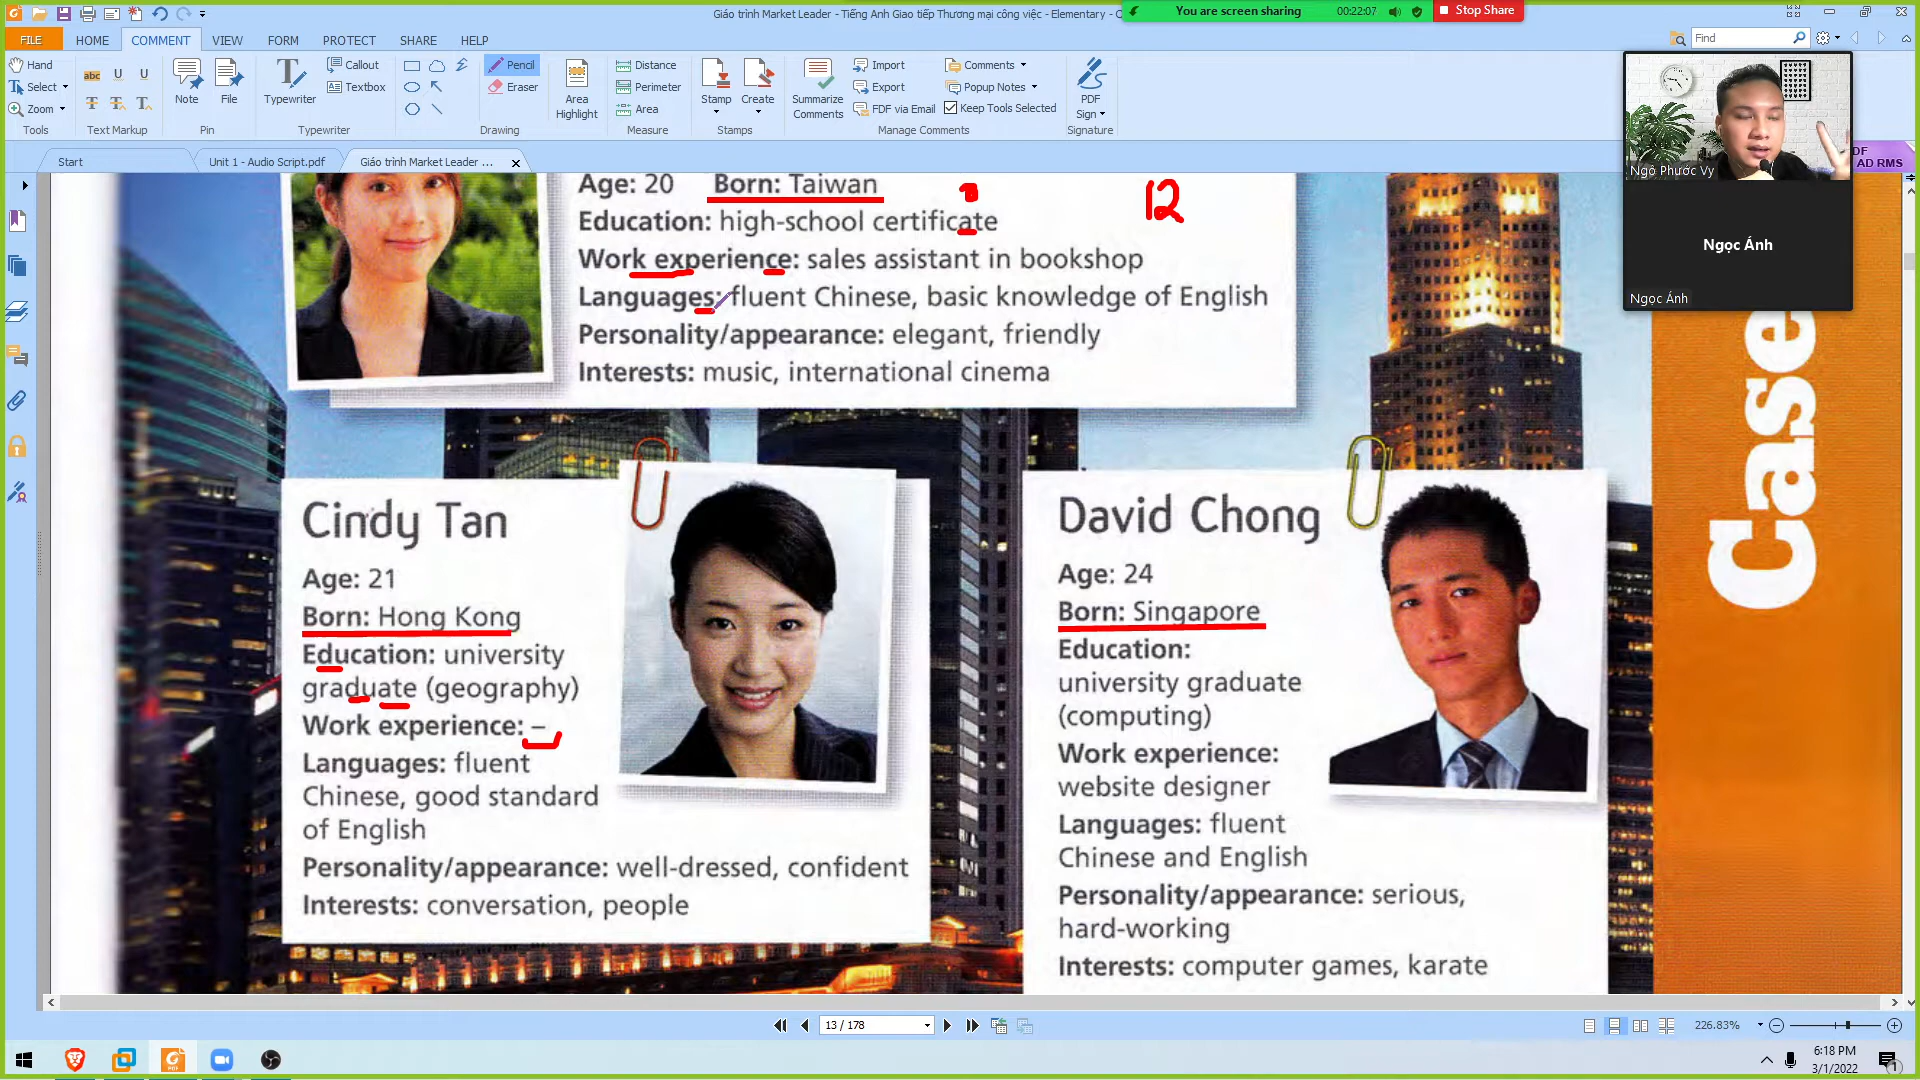 Giáo trình Market Leader - Tiếng Anh Giao tiếp Thương mại công việc - Elementary -
You are screen sharing
00:22:07
Stop Share
FILE
HOME
COMMENT
VIEW
FORM
PROTECT
SHARE
HELP
Find
Hand
Select
Zoom
Tools
abc U U
T T T
Text Markup
Note
File
Pin
Typewriter
Callout
Textbox
Typewriter
Pencil
Eraser
Drawing
Area Highlight
Distance
Perimeter
Area
Measure
Stamp
Create
Stamps
Summarize Comments
Import
Export
FDF via Email
Comments
Popup Notes
Keep Tools Selected
Manage Comments
PDF Sign
Signature
Start
Unit 1 - Audio Script.pdf
Giáo trình Market Leader ...
DF
AD RMS
Ngô Phước Vy
Ngọc Ánh
Ngọc Ánh
Age: 20 Born: Taiwan
12
Education: high-school certificate
Work experience: sales assistant in bookshop
Languages: fluent Chinese, basic knowledge of English
Personality/appearance: elegant, friendly
Interests: music, international cinema
Cindy Tan
Age: 21
Born: Hong Kong
Education: university
graduate (geography)
Work experience: –
Languages: fluent
Chinese, good standard
of English
Personality/appearance: well-dressed, confident
Interests: conversation, people
David Chong
Age: 24
Born: Singapore
Education:
university graduate
(computing)
Work experience:
website designer
Languages: fluent
Chinese and English
Personality/appearance: serious,
hard-working
Interests: computer games, karate
Case
13 / 178
226.83%
6:18 PM
3/1/2022